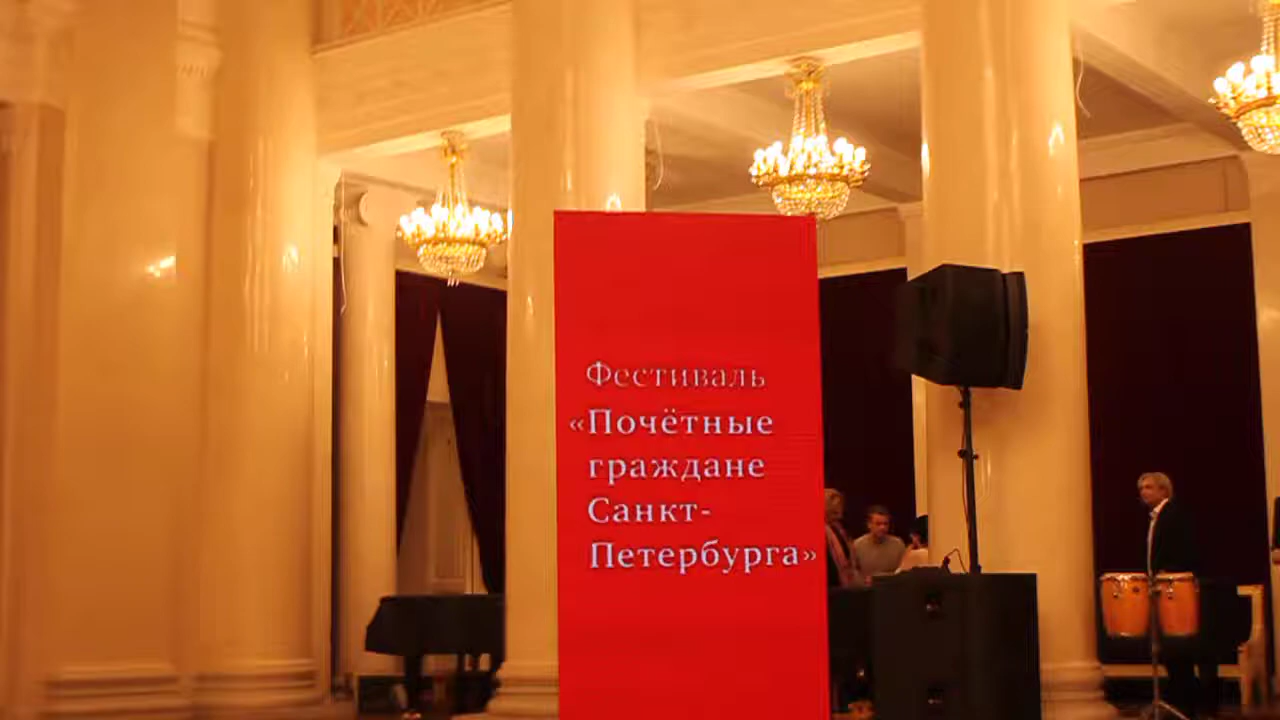 Фестиваль
«Почётные
граждане
Санкт-
Петербурга»